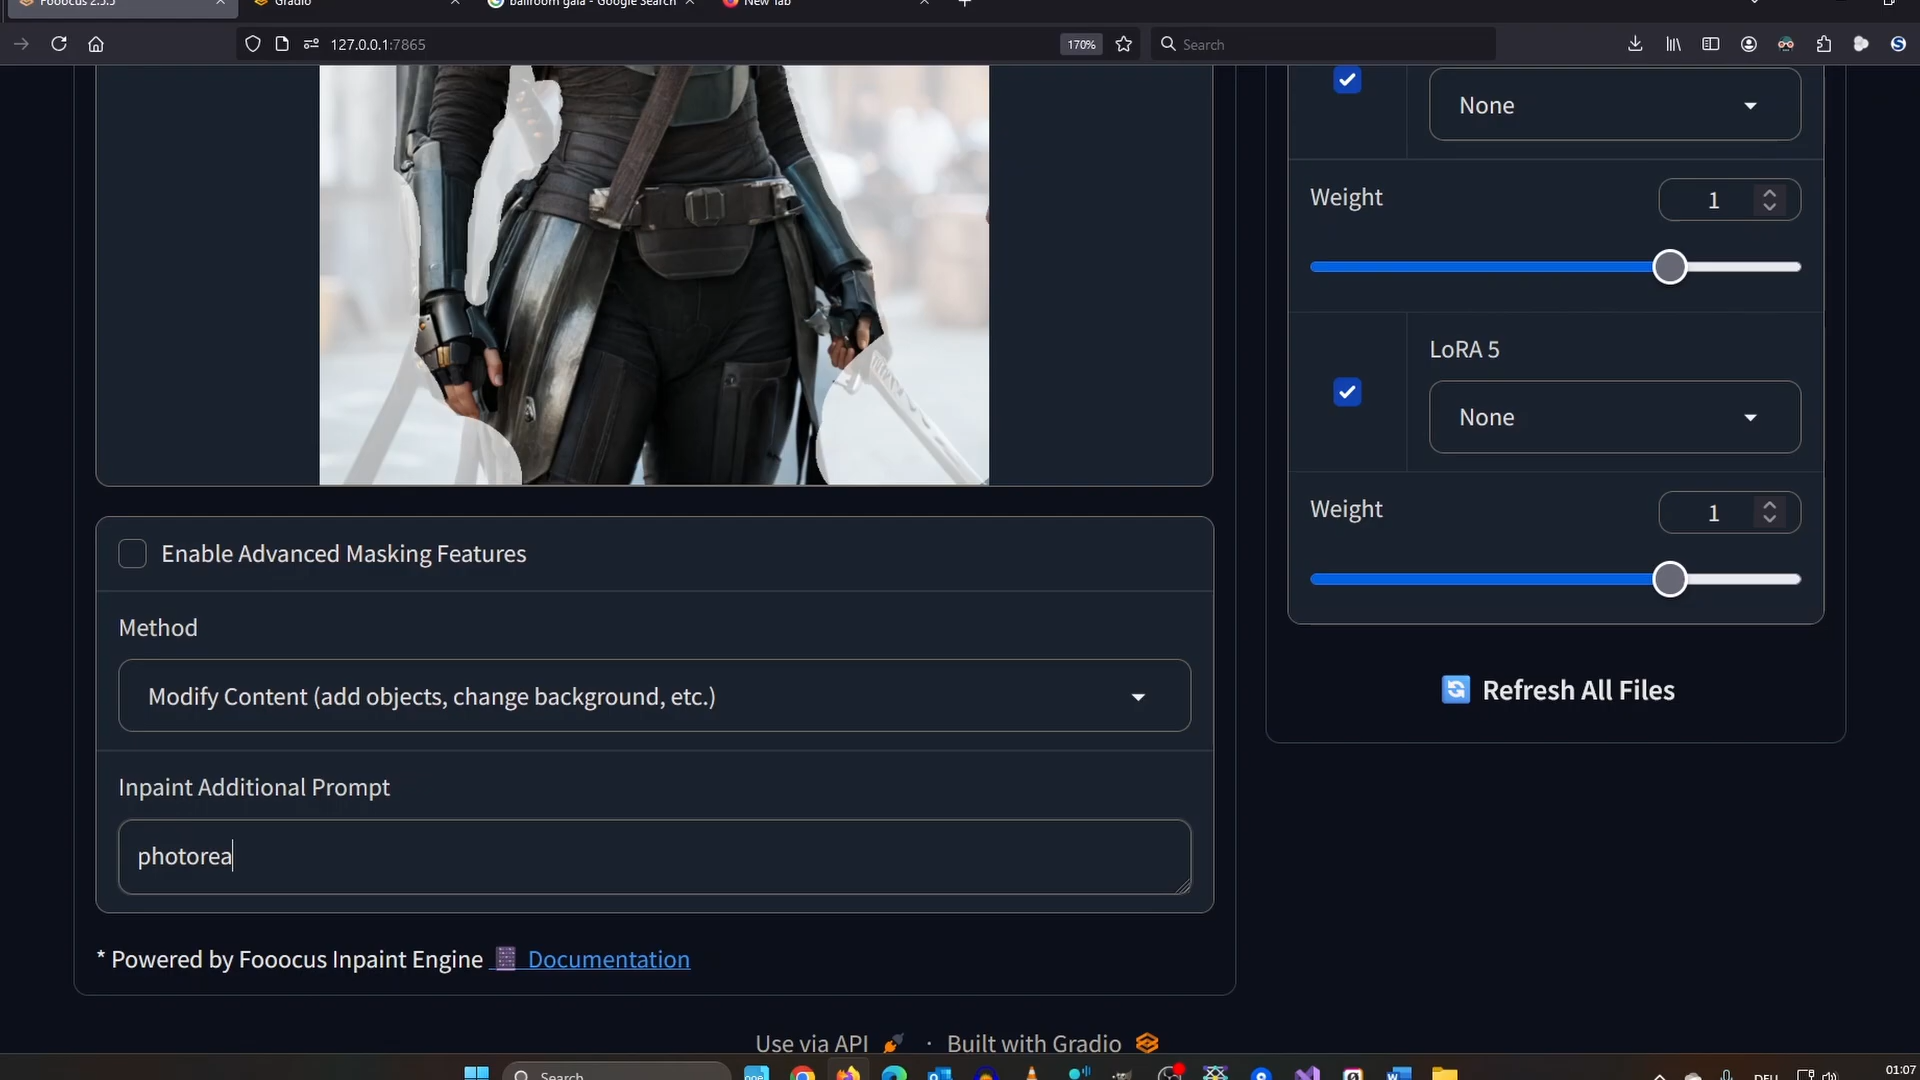 Fooocus 2.5.5
Gradio
ballroom gala - Google Search
New Tab
127.0.0.1:7865
170%
Search
None
Weight
1
LoRA 5
None
Weight
1
Refresh All Files
Enable Advanced Masking Features
Method
Modify Content (add objects, change background, etc.)
Inpaint Additional Prompt
photorea
* Powered by Fooocus Inpaint Engine Documentation
Use via API · Built with Gradio
Search
DEU
01:07